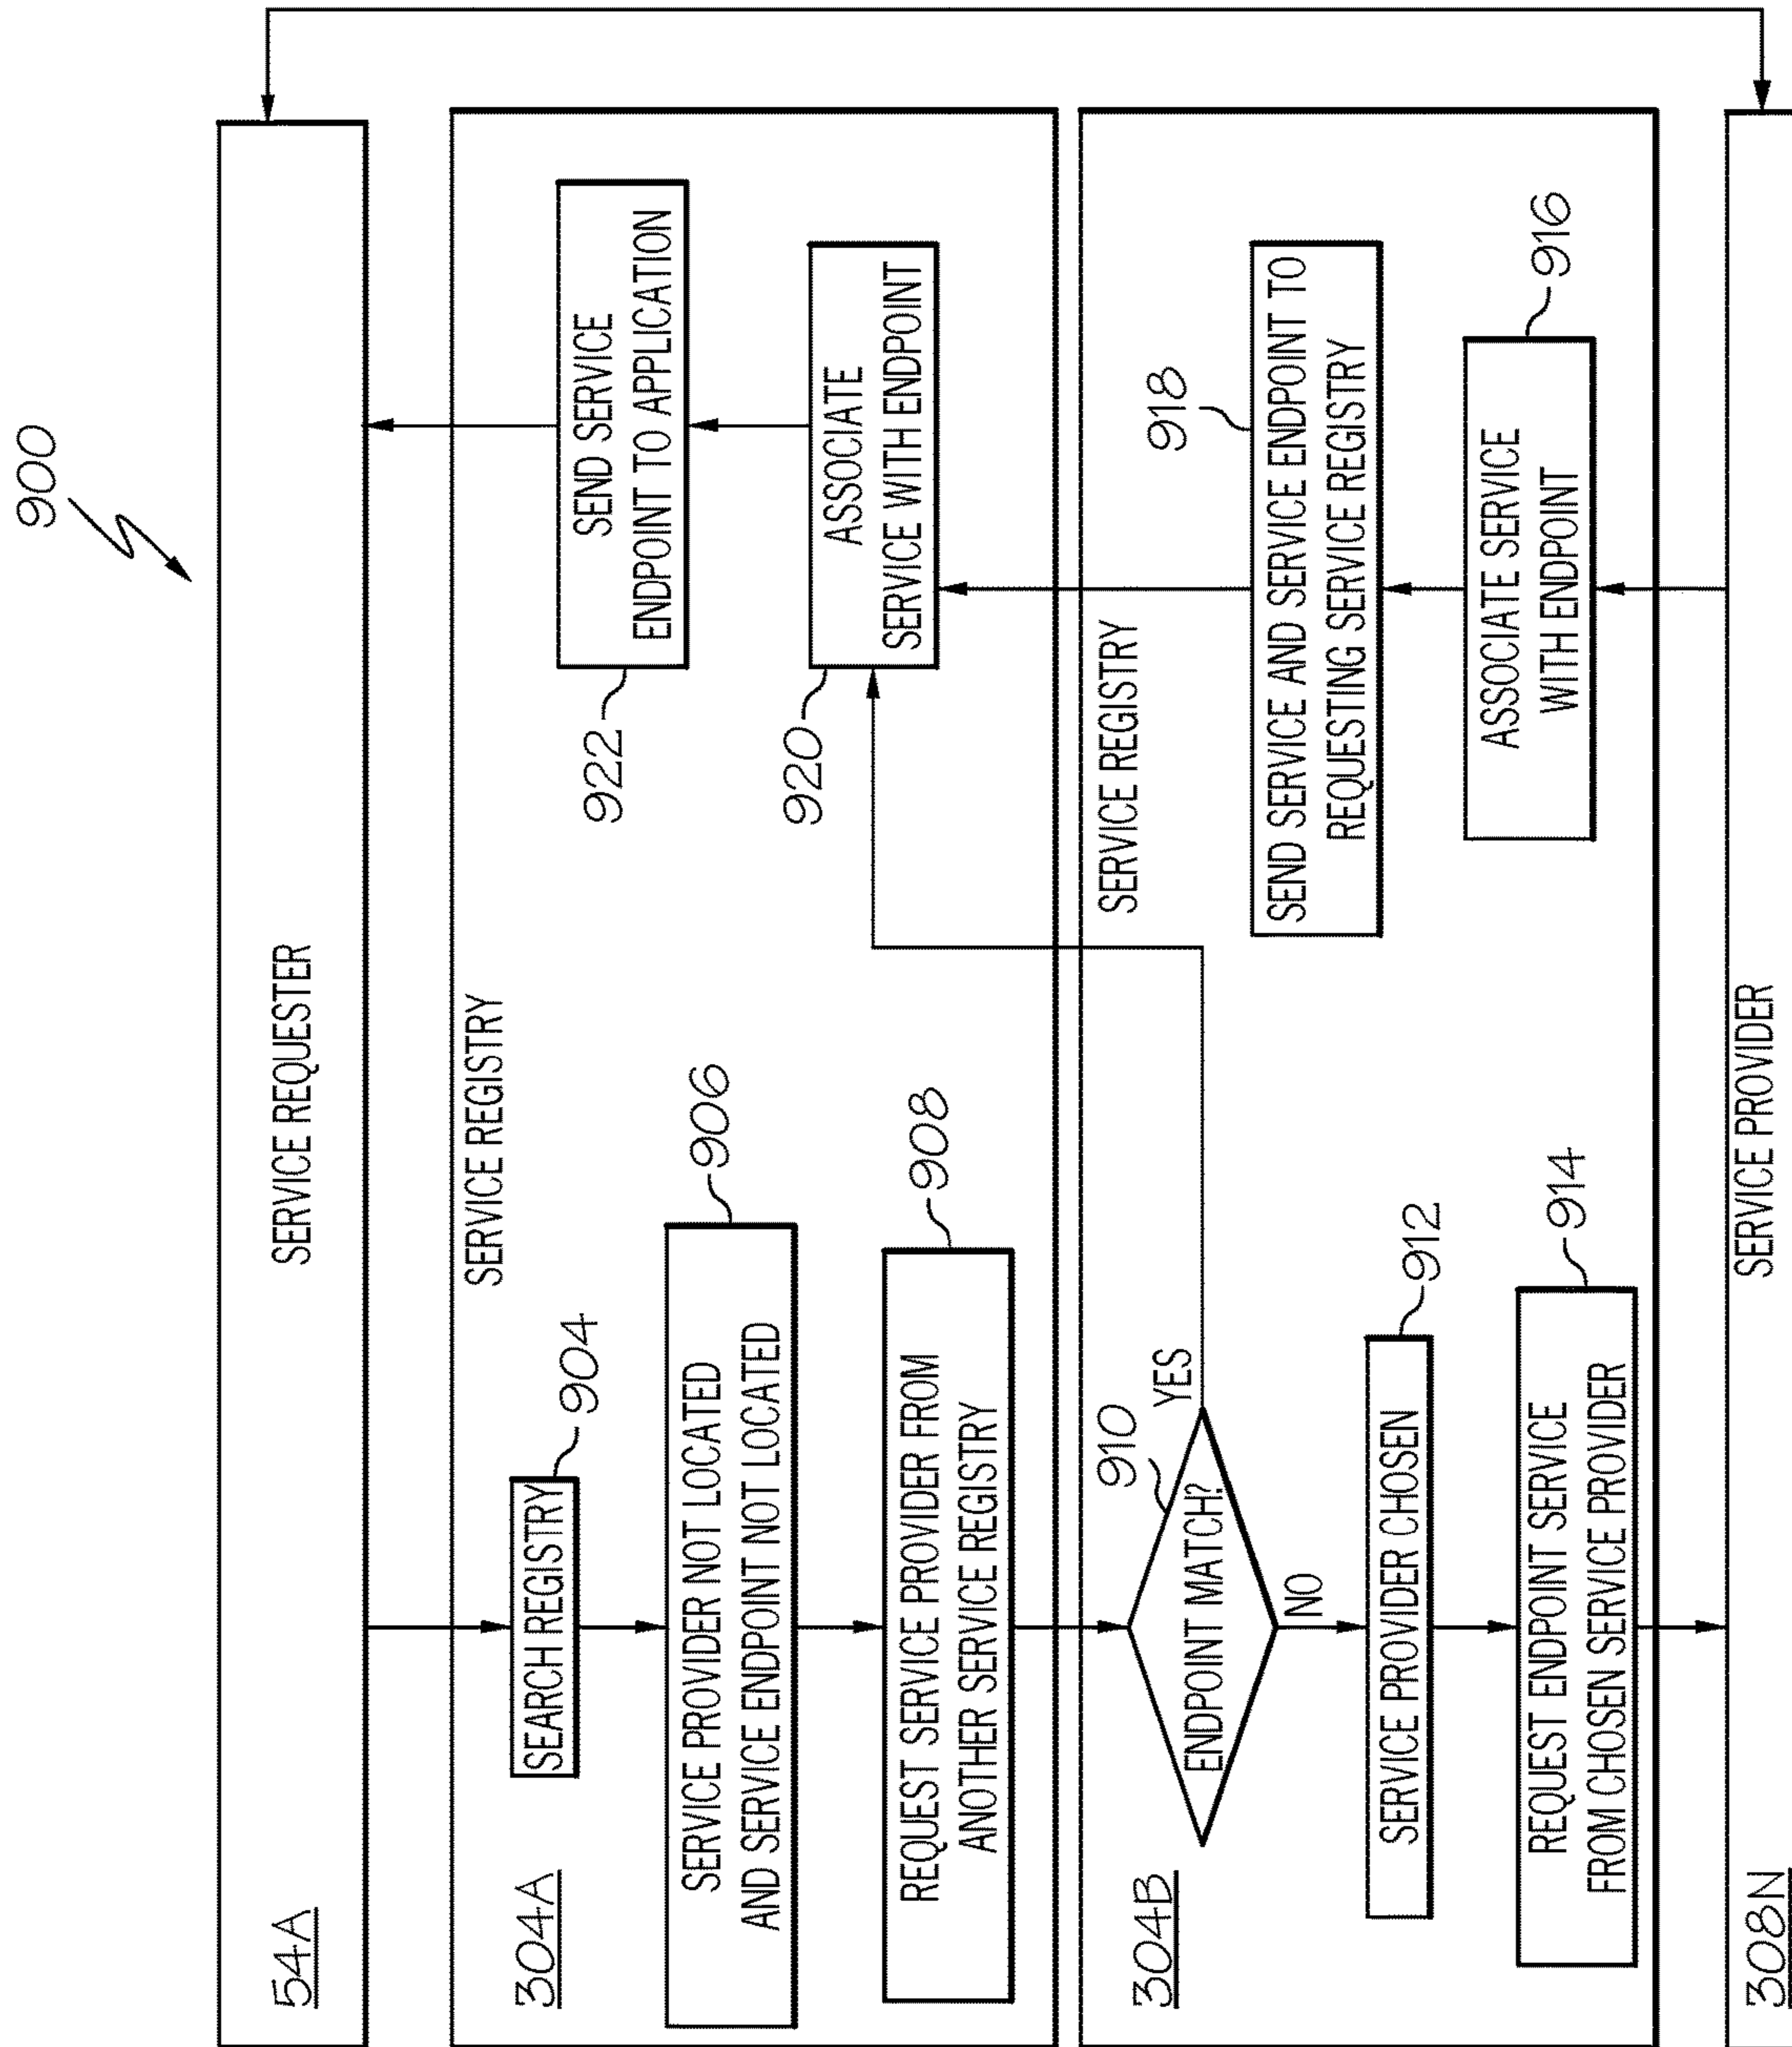 900
SERVICE REQUESTER
54A
SERVICE REGISTRY
304A
SEARCH REGISTRY
904
SERVICE PROVIDER NOT LOCATED
AND SERVICE ENDPOINT NOT LOCATED
906
REQUEST SERVICE PROVIDER FROM
ANOTHER SERVICE REGISTRY
908
SEND SERVICE
ENDPOINT TO APPLICATION
922
ASSOCIATE
SERVICE WITH ENDPOINT
920
SERVICE REGISTRY
304B
ENDPOINT MATCH?
910
YES
NO
SERVICE PROVIDER CHOSEN
912
REQUEST ENDPOINT SERVICE
FROM CHOSEN SERVICE PROVIDER
914
918
SEND SERVICE AND SERVICE ENDPOINT TO
REQUESTING SERVICE REGISTRY
ASSOCIATE SERVICE
WITH ENDPOINT
916
SERVICE PROVIDER
308N